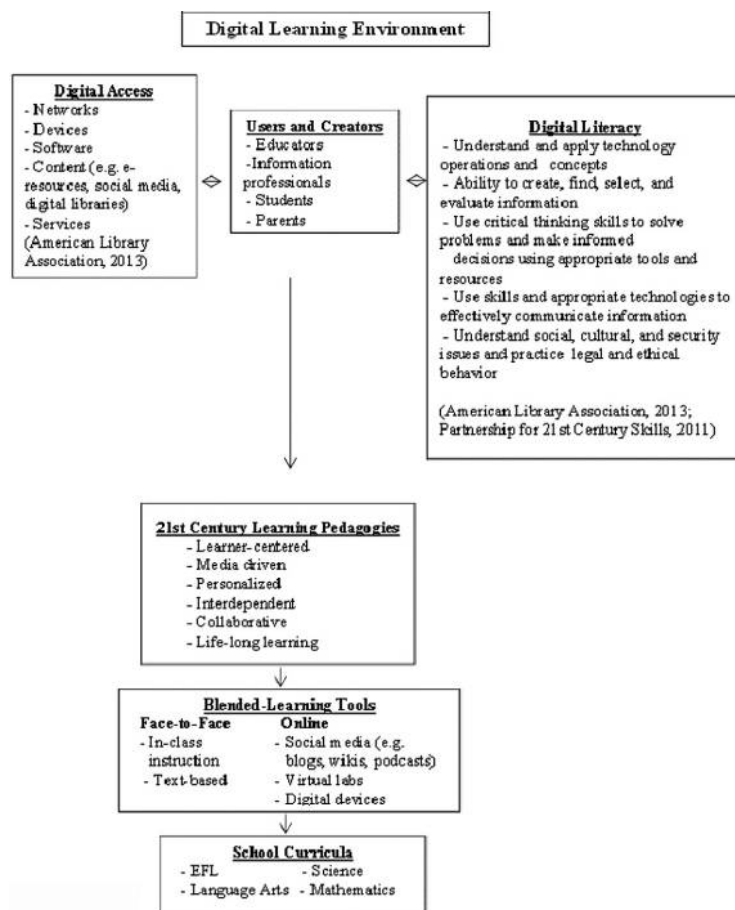 Digital Learning Environment
Digital Access
- Networks
- Devices
- Software
- Content (e.g. e-
resources, social media,
digital libraries)
- Services
(American Library
Association, 2013)
Users and Creators
- Educators
-Information
professionals
- Students
- Parents
Digital Literacy
- Understand and apply technology
operations and concepts
- Ability to create, find, select, and
evaluate information
- Use critical thinking skills to solve
problems and make informed
decisions using appropriate tools and
resources
- Use skills and appropriate technologies to
effectively communicate information
- Understand social, cultural, and security
issues and practice legal and ethical
behavior
(American Library Association, 2013;
Partnership for 21st Century Skills, 2011)
21st Century Learning Pedagogies
- Learner-centered
- Media driven
- Personalized
- Interdependent
- Collaborative
- Life-long learning
Blended-Learning Tools
Face-to-Face
- In-class
instruction
- Text-based
Online
- Social media (e.g.
blogs, wikis, podcasts)
- Virtual labs
- Digital devices
School Curricula
- EFL - Science
- Language Arts - Mathematics